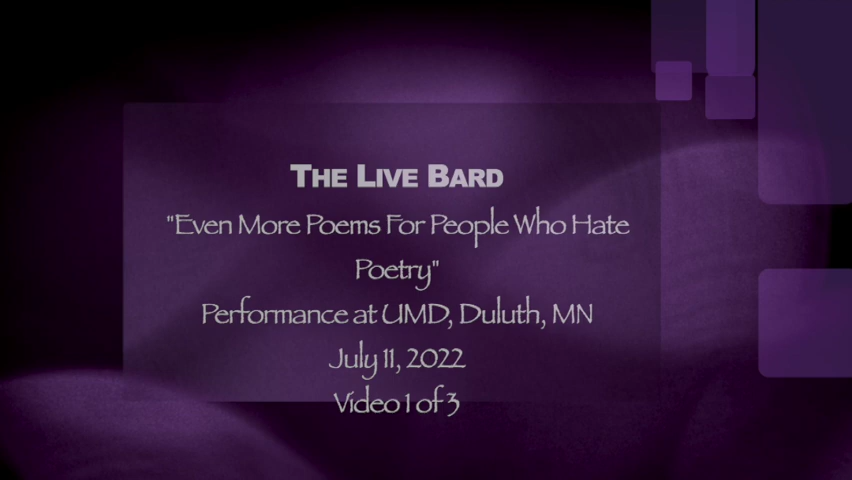 THE LIVE BARD
"Even More Poems For People Who Hate
Poetry"
Performance at UMD, Duluth, MN
July 11, 2022
Video 1 of 3